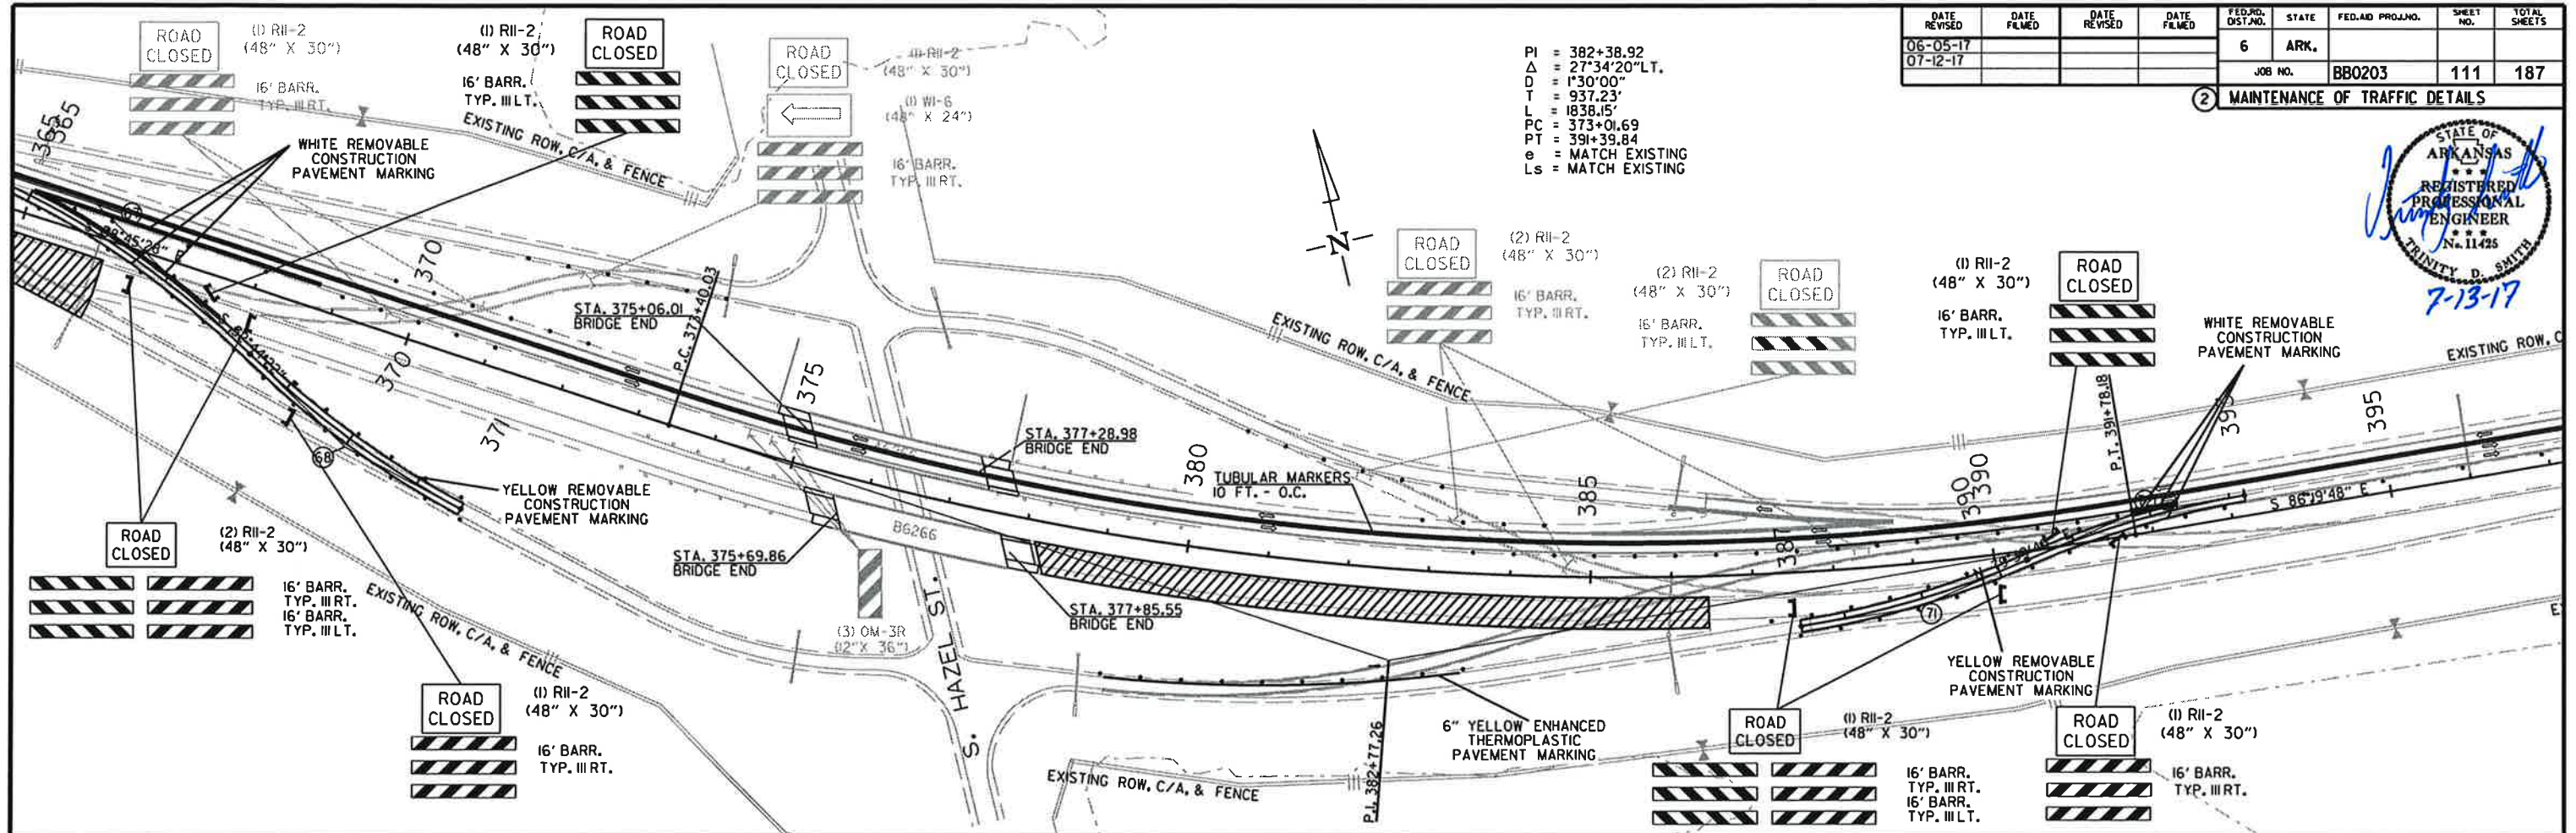 DATE REVISED
DATE FILMED
DATE REVISED
DATE FILMED
FED.RD. DIST.NO.
STATE
FED.AID PROJ.NO.
SHEET NO.
TOTAL SHEETS
06-05-17
07-12-17
6
ARK.
JOB NO.
BB0203
111
187
② MAINTENANCE OF TRAFFIC DETAILS
STATE OF
ARKANSAS
REGISTERED
PROFESSIONAL
ENGINEER
No. 11425
TRINITY D. SMITH
7-13-17
PI = 382+38.92
Δ = 27°34'20"LT.
D = 1°30'00"
T = 937.23'
L = 1838.15'
PC = 373+01.69
PT = 391+39.84
e = MATCH EXISTING
Ls = MATCH EXISTING
N
ROAD
CLOSED
(1) R11-2
(48" X 30")
16' BARR.
TYP. III RT.
(1) R11-2
(48" X 30")
ROAD
CLOSED
16' BARR.
TYP. III LT.
ROAD
CLOSED
(1) R11-2
(48" X 30")
(1) W1-6
(48" X 24")
16' BARR.
TYP. III RT.
365
365
WHITE REMOVABLE
CONSTRUCTION
PAVEMENT MARKING
EXISTING ROW, C/A, & FENCE
370
370
371
P.C. 373+40.03
STA. 375+06.01
BRIDGE END
375
STA. 377+28.98
BRIDGE END
380
TUBULAR MARKERS
10 FT. - O.C.
EXISTING ROW, C/A, & FENCE
ROAD
CLOSED
(2) R11-2
(48" X 30")
16' BARR.
TYP. III RT.
(2) R11-2
(48" X 30")
ROAD
CLOSED
16' BARR.
TYP. III LT.
(1) R11-2
(48" X 30")
ROAD
CLOSED
16' BARR.
TYP. III LT.
WHITE REMOVABLE
CONSTRUCTION
PAVEMENT MARKING
EXISTING ROW, C
385
387
390
390
P.T. 391+78.18
395
S 86°19'48" E
68
YELLOW REMOVABLE
CONSTRUCTION
PAVEMENT MARKING
STA. 375+69.86
BRIDGE END
B6266
STA. 377+85.55
BRIDGE END
(3) OM-3R
(12" X 36")
S. HAZEL ST.
ROAD
CLOSED
(2) R11-2
(48" X 30")
16' BARR.
TYP. III RT.
16' BARR.
TYP. III LT.
EXISTING ROW, C/A, & FENCE
ROAD
CLOSED
(1) R11-2
(48" X 30")
16' BARR.
TYP. III RT.
EXISTING ROW, C/A, & FENCE
P.I. 382+77.26
6" YELLOW ENHANCED
THERMOPLASTIC
PAVEMENT MARKING
71
YELLOW REMOVABLE
CONSTRUCTION
PAVEMENT MARKING
ROAD
CLOSED
(1) R11-2
(48" X 30")
16' BARR.
TYP. III RT.
16' BARR.
TYP. III LT.
ROAD
CLOSED
(1) R11-2
(48" X 30")
16' BARR.
TYP. III RT.